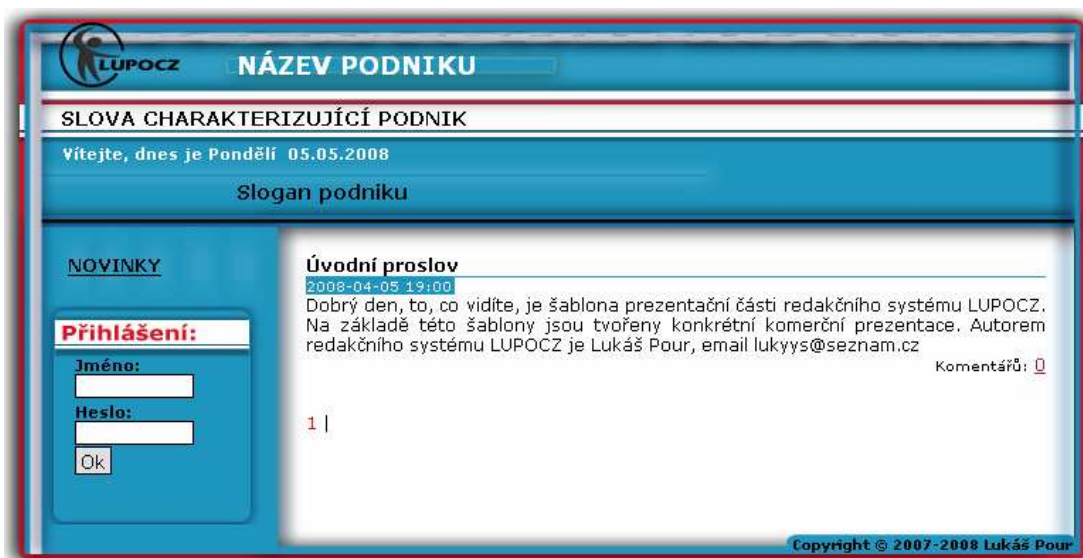 LUPOCZ
NÁZEV PODNIKU
SLOVA CHARAKTERIZUJÍCÍ PODNIK
Vítejte, dnes je Pondělí 05.05.2008
Slogan podniku
NOVINKY
Přihlášení:
Jméno:
Heslo:
Ok
Úvodní proslov
2008-04-05 19:00
Dobrý den, to, co vidíte, je šablona prezentační části redakčního systému LUPOCZ.
Na základě této šablony jsou tvořeny konkrétní komerční prezentace. Autorem
redakčního systému LUPOCZ je Lukáš Pour, email lukyys@seznam.cz
Komentářů: 0
1 |
Copyright © 2007-2008 Lukáš Pour